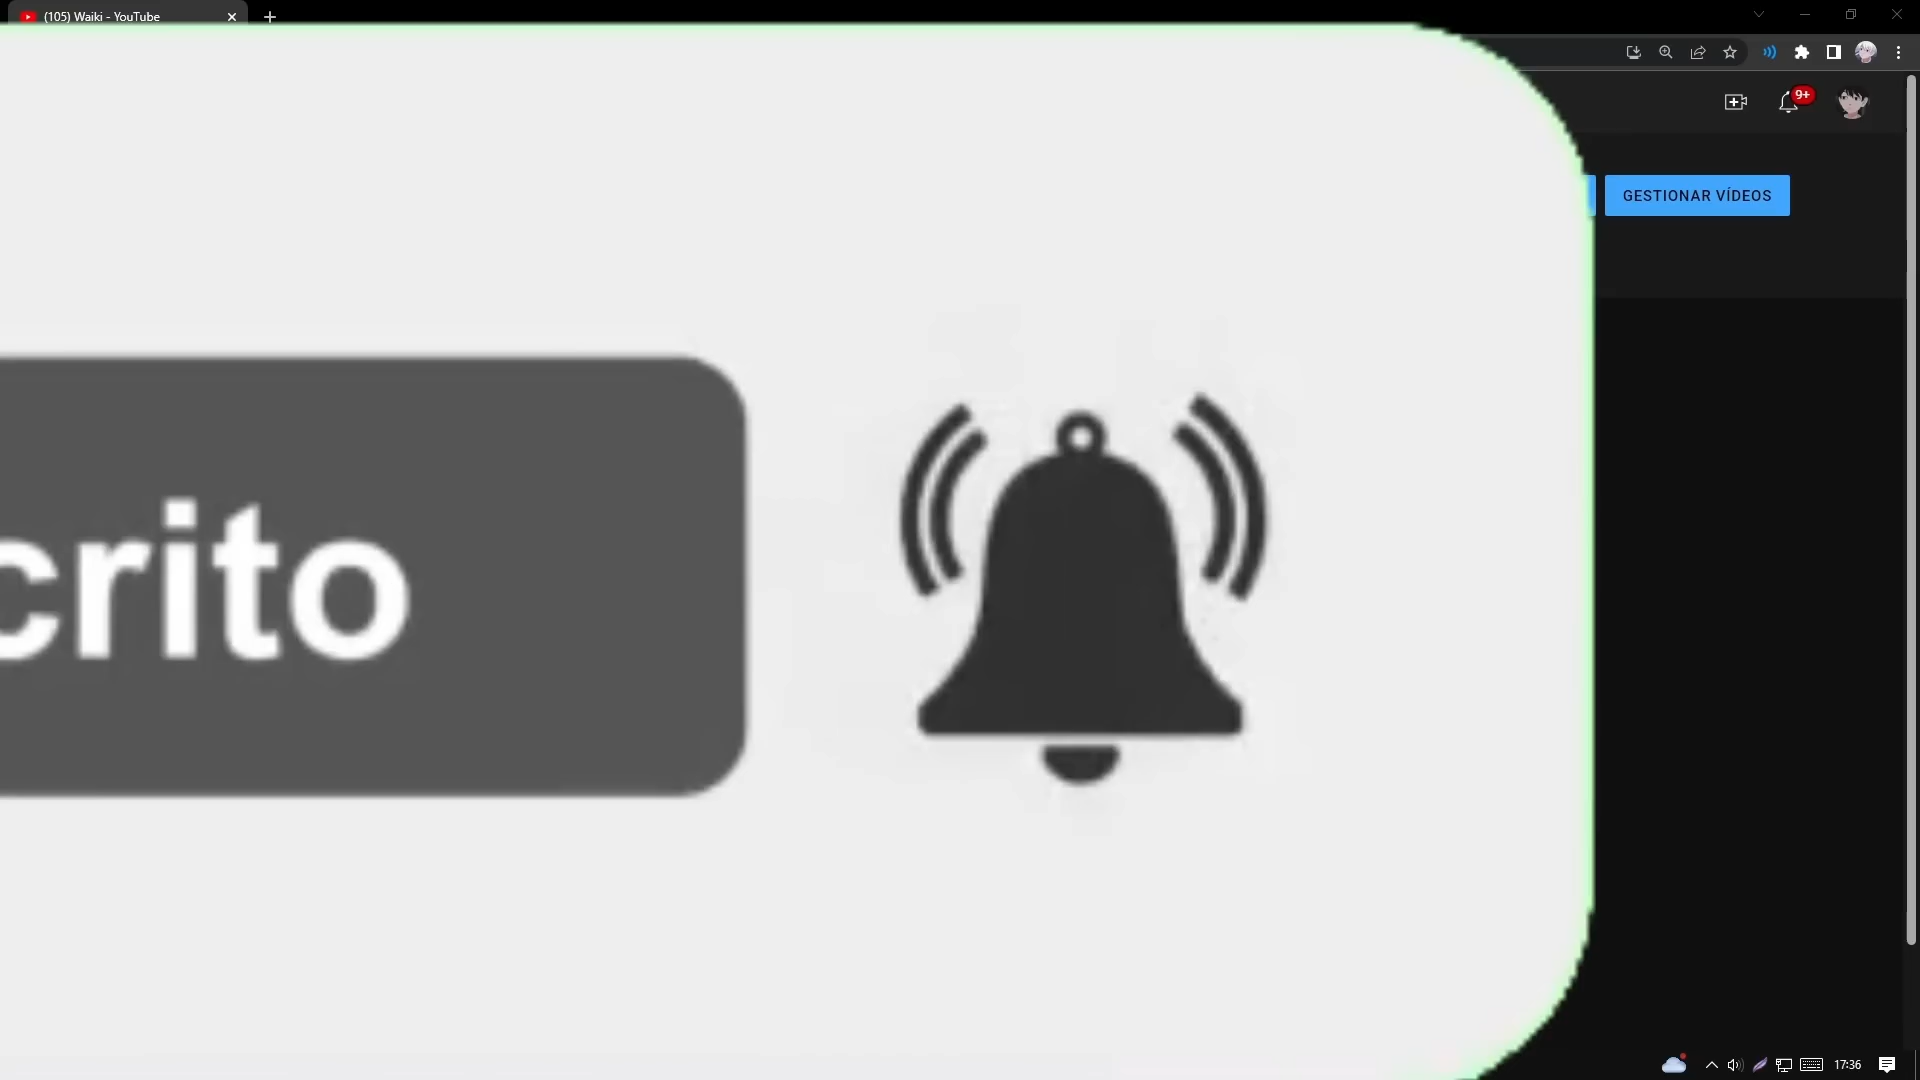 (105) Waiki - YouTube
9+
GESTIONAR VÍDEOS
crito
17:36